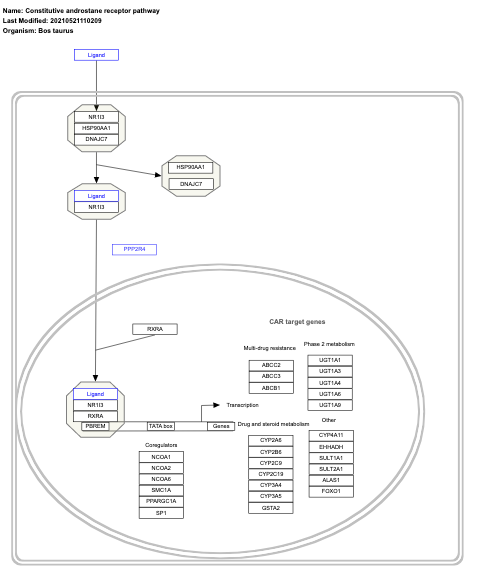 Name: Constitutive androstane receptor pathway
Last Modified: 20210521110209
Organism: Bos taurus
Ligand
NR1I3
HSP90AA1
DNAJC7
HSP90AA1
DNAJC7
Ligand
NR1I3
PPP2R4
CAR target genes
RXRA
Multi-drug resistance
ABCC2
ABCC3
ABCB1
Phase 2 metabolism
UGT1A1
UGT1A3
UGT1A4
UGT1A6
UGT1A9
Ligand
NR1I3
RXRA
PBREM
TATA box
Genes
Transcription
Drug and steroid metabolism
CYP2A6
CYP2B6
CYP2C9
CYP2C19
CYP3A4
CYP3A5
GSTA2
Other
CYP4A11
EHHADH
SULT1A1
SULT2A1
ALAS1
FOXO1
Coregulators
NCOA1
NCOA2
NCOA6
SMC1A
PPARGC1A
SP1